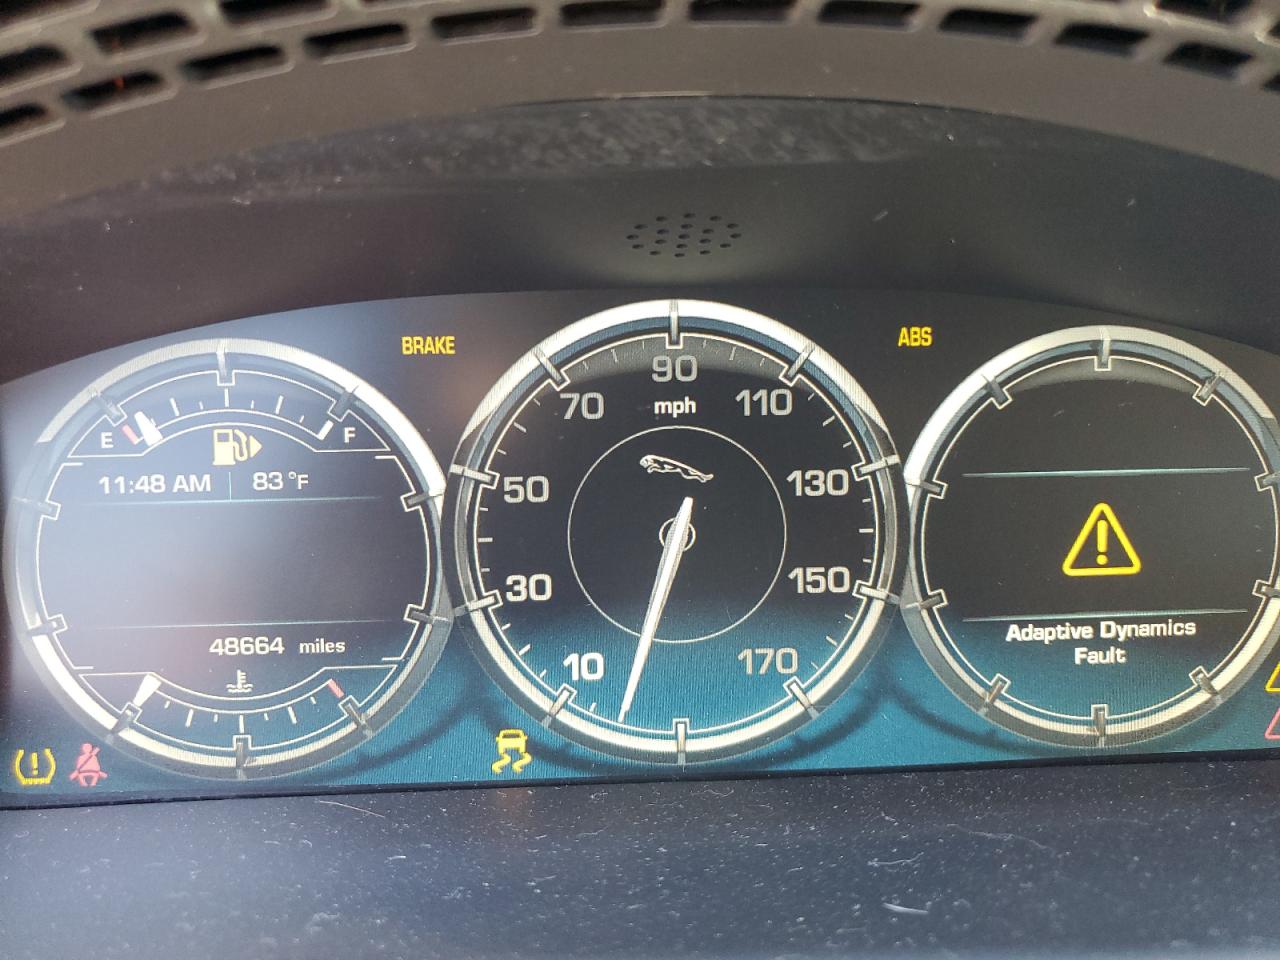 BRAKE
ABS
E
F
11:48 AM
83 °F
48664 miles
10
30
50
70
90
110
130
150
170
mph
Adaptive Dynamics
Fault